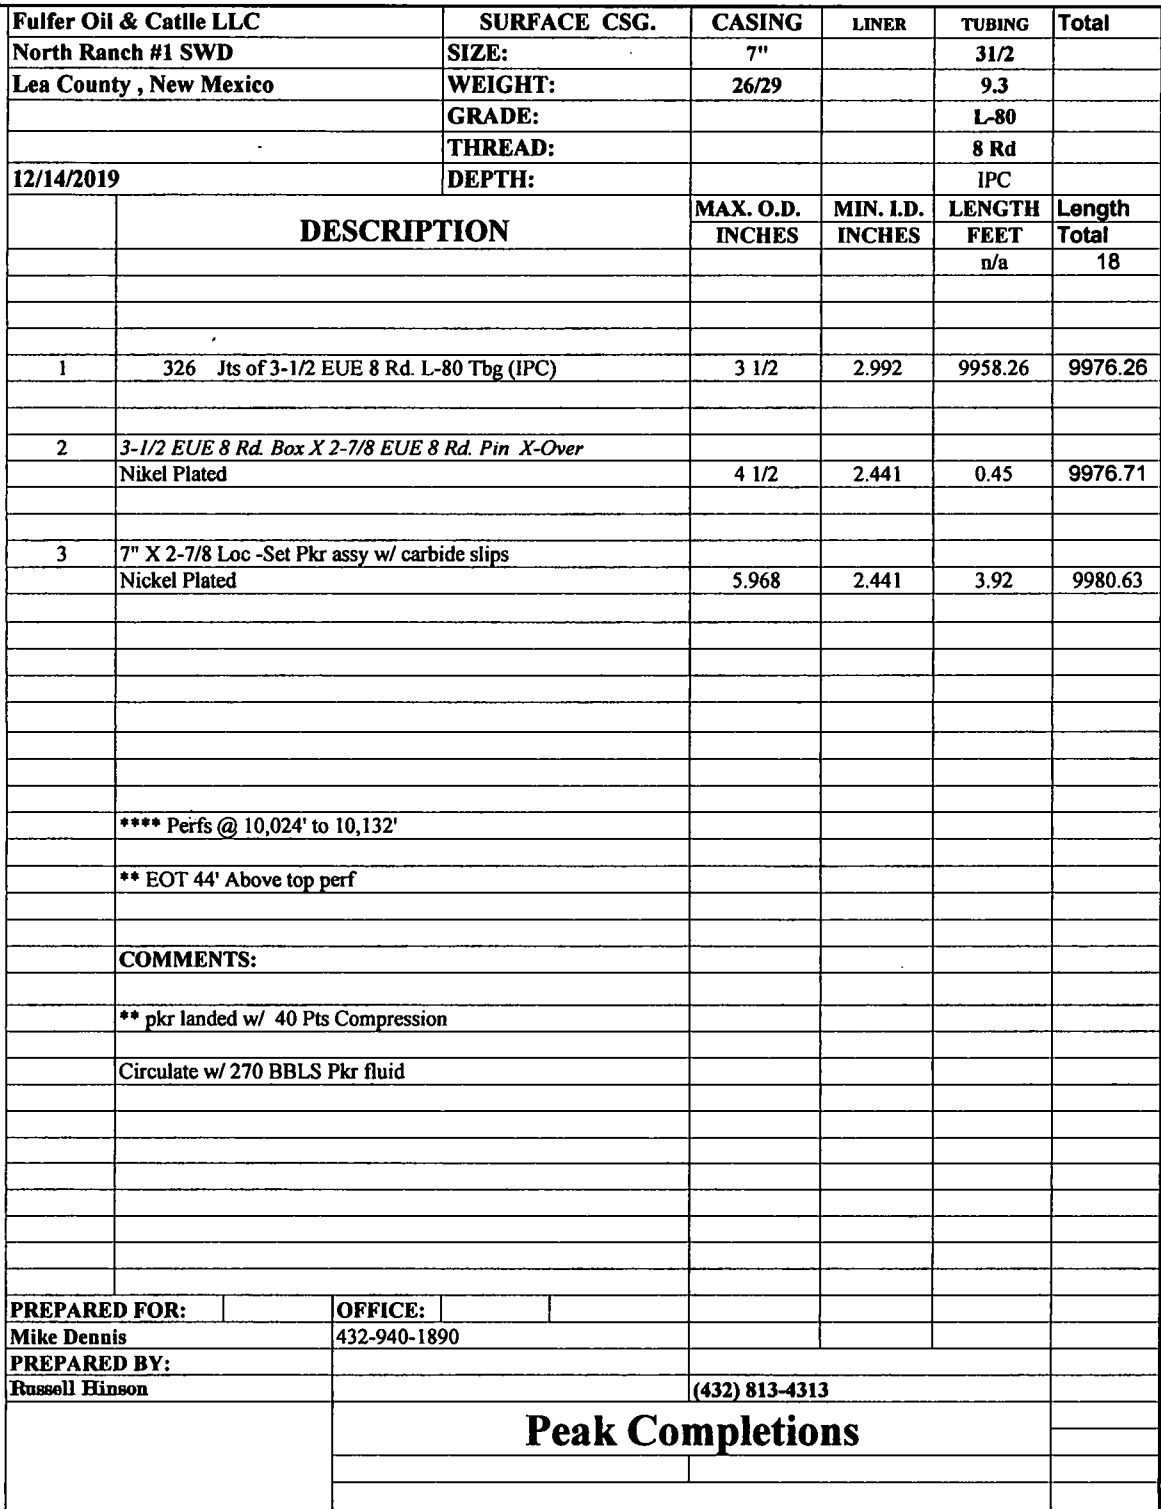 Fulfer Oil & Catlle LLC SURFACE CSG. CASING LINER TUBING Total
North Ranch #1 SWD SIZE: 7" 31/2
Lea County , New Mexico WEIGHT: 26/29 9.3
GRADE: L-80
THREAD: 8 Rd
12/14/2019 DEPTH: IPC
DESCRIPTION MAX. O.D. MIN. I.D. LENGTH Length
INCHES INCHES FEET Total
n/a 18
1 326 Jts of 3-1/2 EUE 8 Rd. L-80 Tbg (IPC) 3 1/2 2.992 9958.26 9976.26
2 3-1/2 EUE 8 Rd. Box X 2-7/8 EUE 8 Rd. Pin X-Over
Nikel Plated 4 1/2 2.441 0.45 9976.71
3 7" X 2-7/8 Loc -Set Pkr assy w/ carbide slips
Nickel Plated 5.968 2.441 3.92 9980.63
**** Perfs @ 10,024' to 10,132'
** EOT 44' Above top perf
COMMENTS:
** pkr landed w/ 40 Pts Compression
Circulate w/ 270 BBLS Pkr fluid
PREPARED FOR: OFFICE:
Mike Dennis 432-940-1890
PREPARED BY:
Russell Hinson (432) 813-4313
Peak Completions